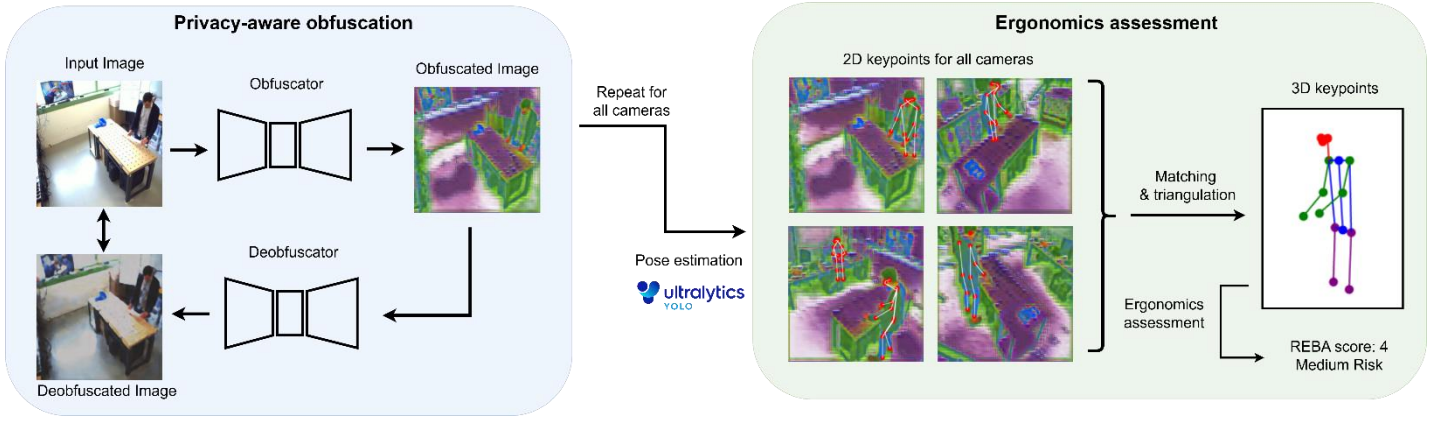 Privacy-aware obfuscation
Input Image
Obfuscator
Obfuscated Image
Deobfuscator
Deobfuscated Image
Repeat for
all cameras
Pose estimation
ultralytics
YOLO
Ergonomics assessment
2D keypoints for all cameras
Matching
& triangulation
3D keypoints
Ergonomics
assessment
REBA score: 4
Medium Risk